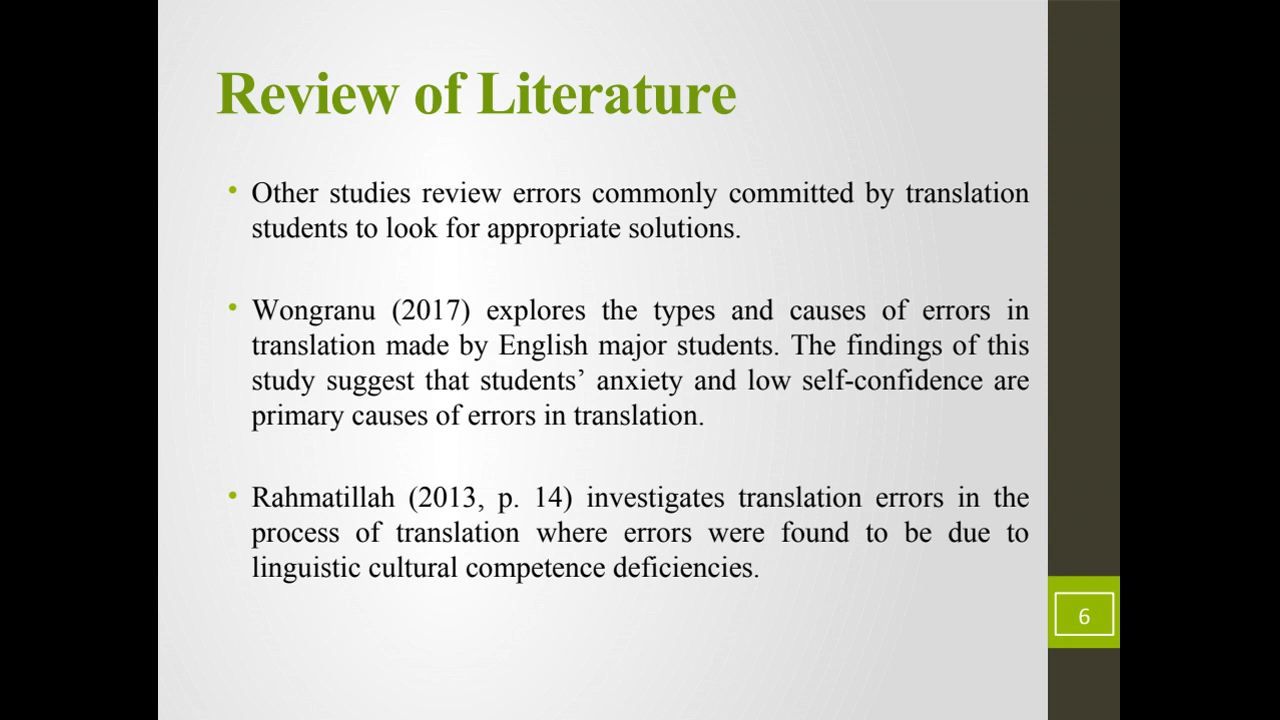 Review of Literature
• Other studies review errors commonly committed by translation
students to look for appropriate solutions.
• Wongranu (2017) explores the types and causes of errors in
translation made by English major students. The findings of this
study suggest that students’ anxiety and low self-confidence are
primary causes of errors in translation.
• Rahmatillah (2013, p. 14) investigates translation errors in the
process of translation where errors were found to be due to
linguistic cultural competence deficiencies.
6